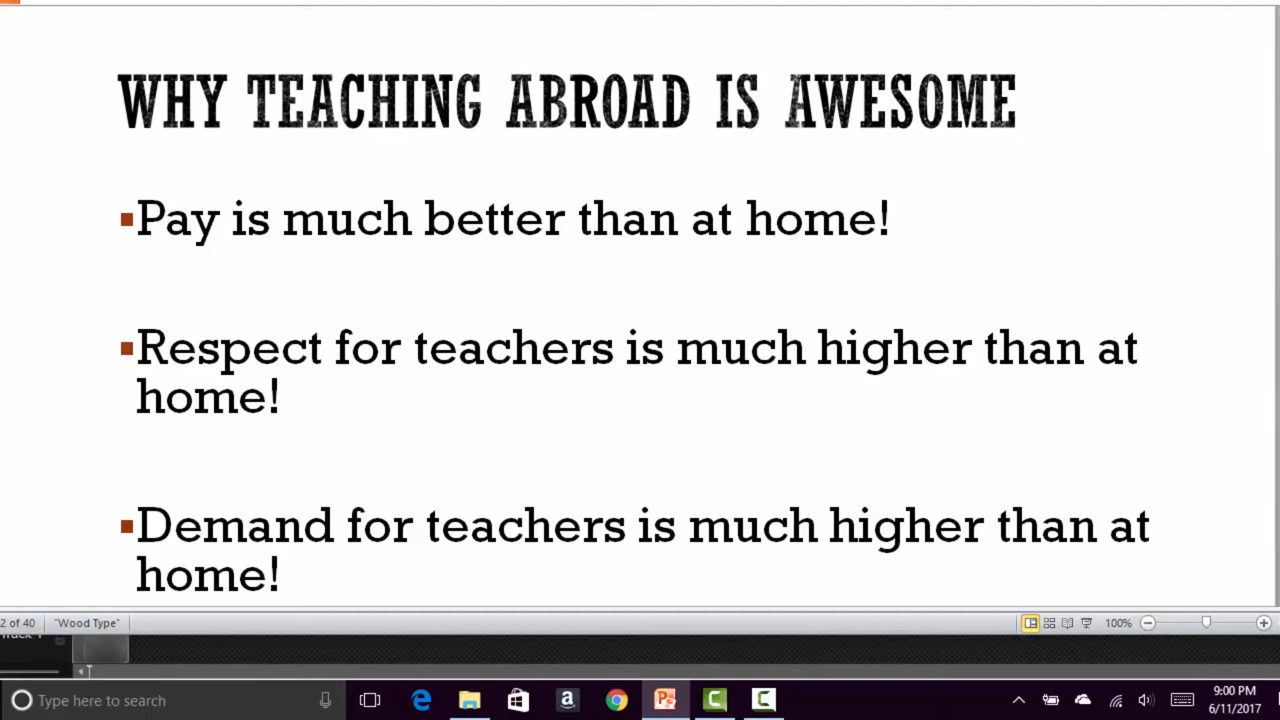 WHY TEACHING ABROAD IS AWESOME
▪Pay is much better than at home!
▪Respect for teachers is much higher than at
home!
▪Demand for teachers is much higher than at
home!
2 of 40 "Wood Type" 100%
Type here to search
9:00 PM
6/11/2017